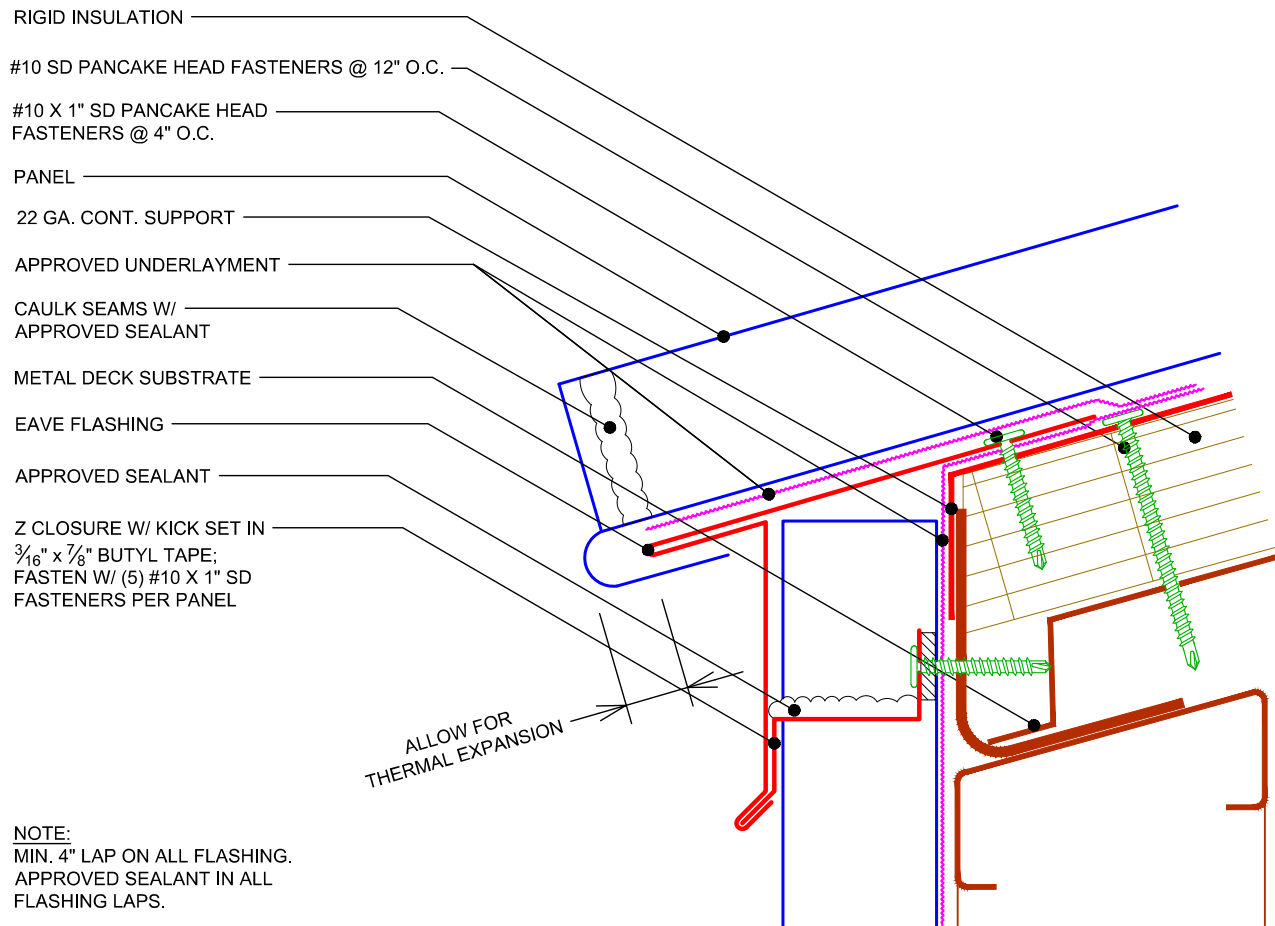 RIGID INSULATION
#10 SD PANCAKE HEAD FASTENERS @ 12" O.C.
#10 X 1" SD PANCAKE HEAD
FASTENERS @ 4" O.C.
PANEL
22 GA. CONT. SUPPORT
APPROVED UNDERLAYMENT
CAULK SEAMS W/
APPROVED SEALANT
METAL DECK SUBSTRATE
EAVE FLASHING
APPROVED SEALANT
Z CLOSURE W/ KICK SET IN
3/16" x 7/8" BUTYL TAPE;
FASTEN W/ (5) #10 X 1" SD
FASTENERS PER PANEL
ALLOW FOR
THERMAL EXPANSION
NOTE:
MIN. 4" LAP ON ALL FLASHING.
APPROVED SEALANT IN ALL
FLASHING LAPS.